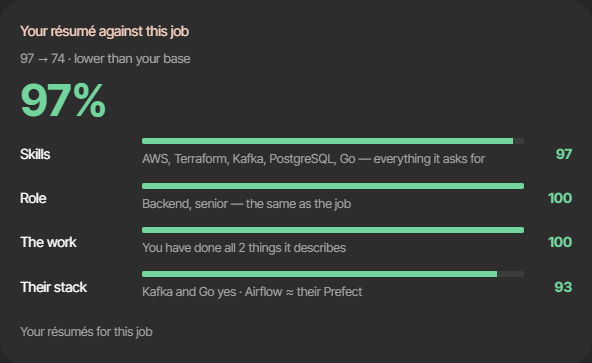 Your résumé against this job
97 → 74 · lower than your base
97%
Skills
AWS, Terraform, Kafka, PostgreSQL, Go — everything it asks for
97
Role
Backend, senior — the same as the job
100
The work
You have done all 2 things it describes
100
Their stack
Kafka and Go yes · Airflow ≈ their Prefect
93
Your résumés for this job